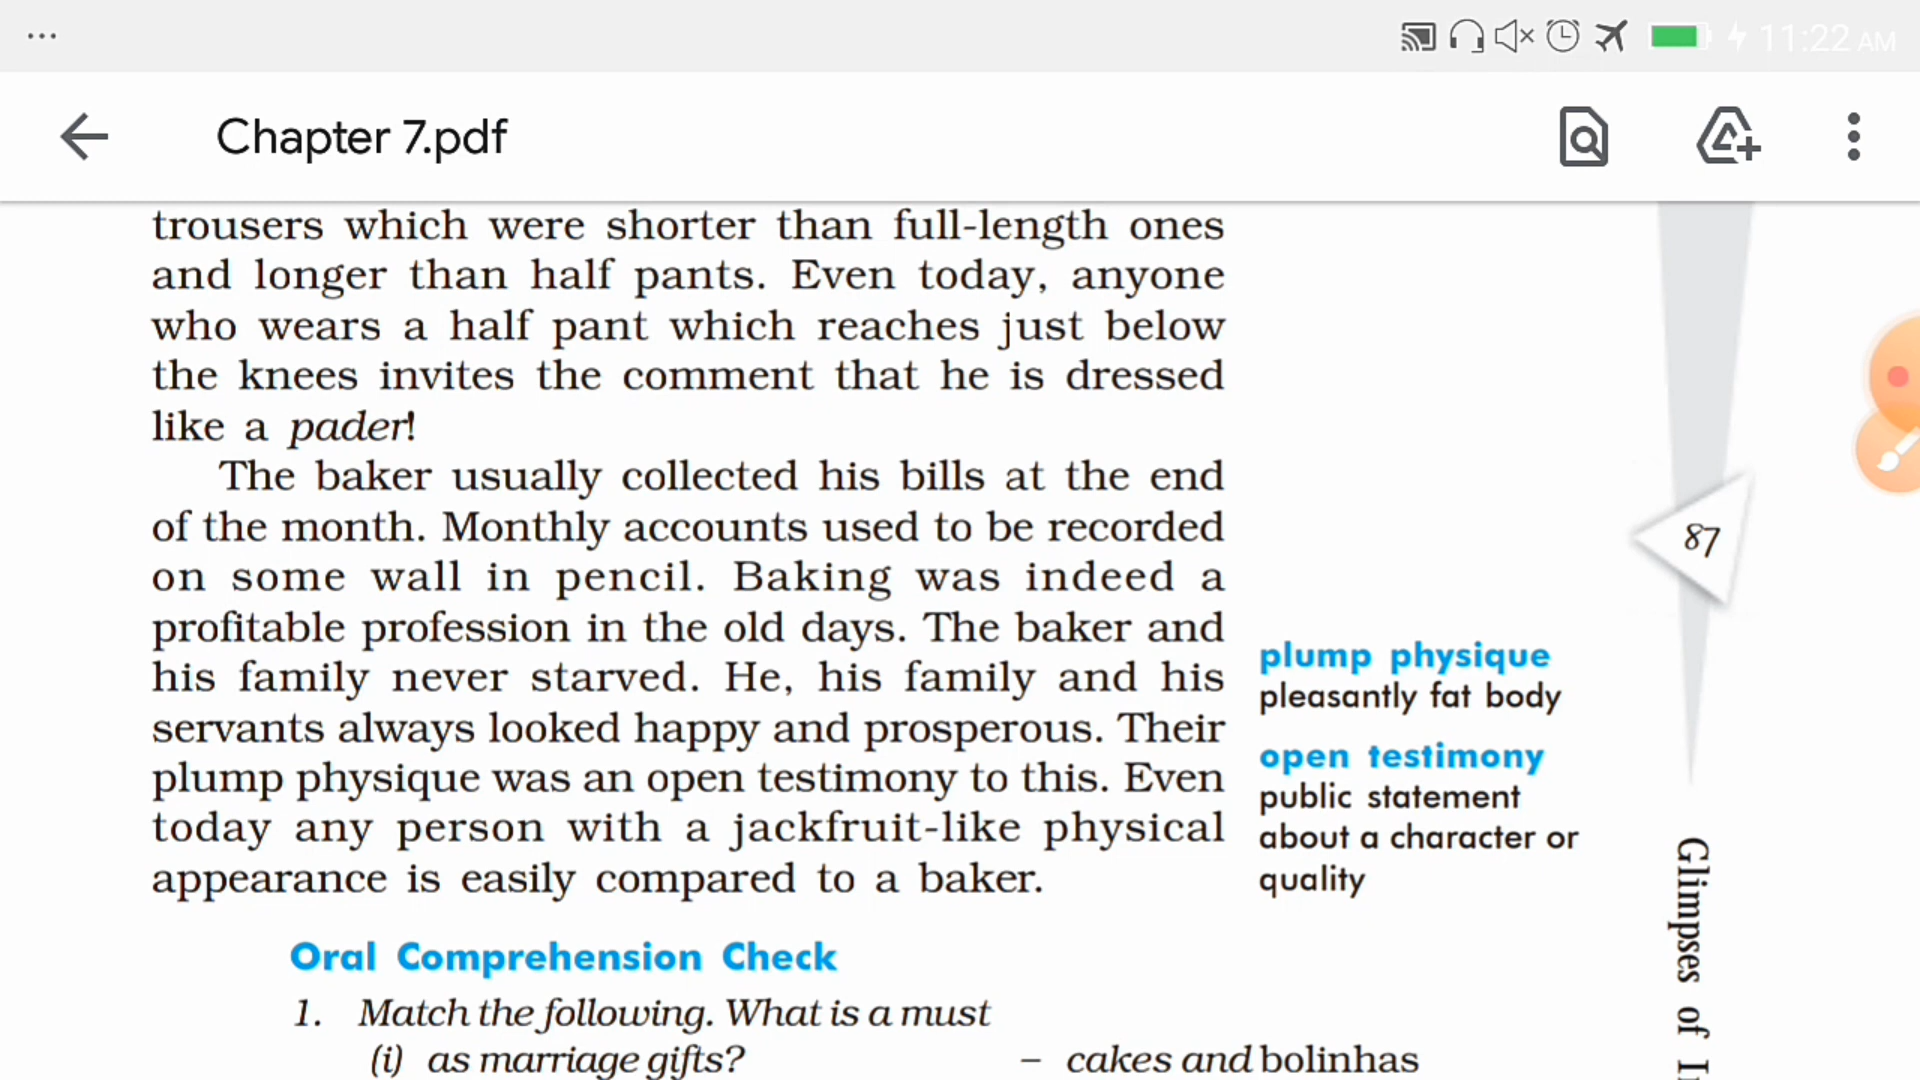 ...
11:22 AM
Chapter 7.pdf
trousers which were shorter than full-length ones
and longer than half pants. Even today, anyone
who wears a half pant which reaches just below
the knees invites the comment that he is dressed
like a pader!
The baker usually collected his bills at the end
of the month. Monthly accounts used to be recorded
on some wall in pencil. Baking was indeed a
profitable profession in the old days. The baker and
his family never starved. He, his family and his
servants always looked happy and prosperous. Their
plump physique was an open testimony to this. Even
today any person with a jackfruit-like physical
appearance is easily compared to a baker.
plump physique
pleasantly fat body
open testimony
public statement
about a character or
quality
87
Glimpses of
Oral Comprehension Check
1. Match the following. What is a must
(i) as marriage gifts? – cakes and bolinhas